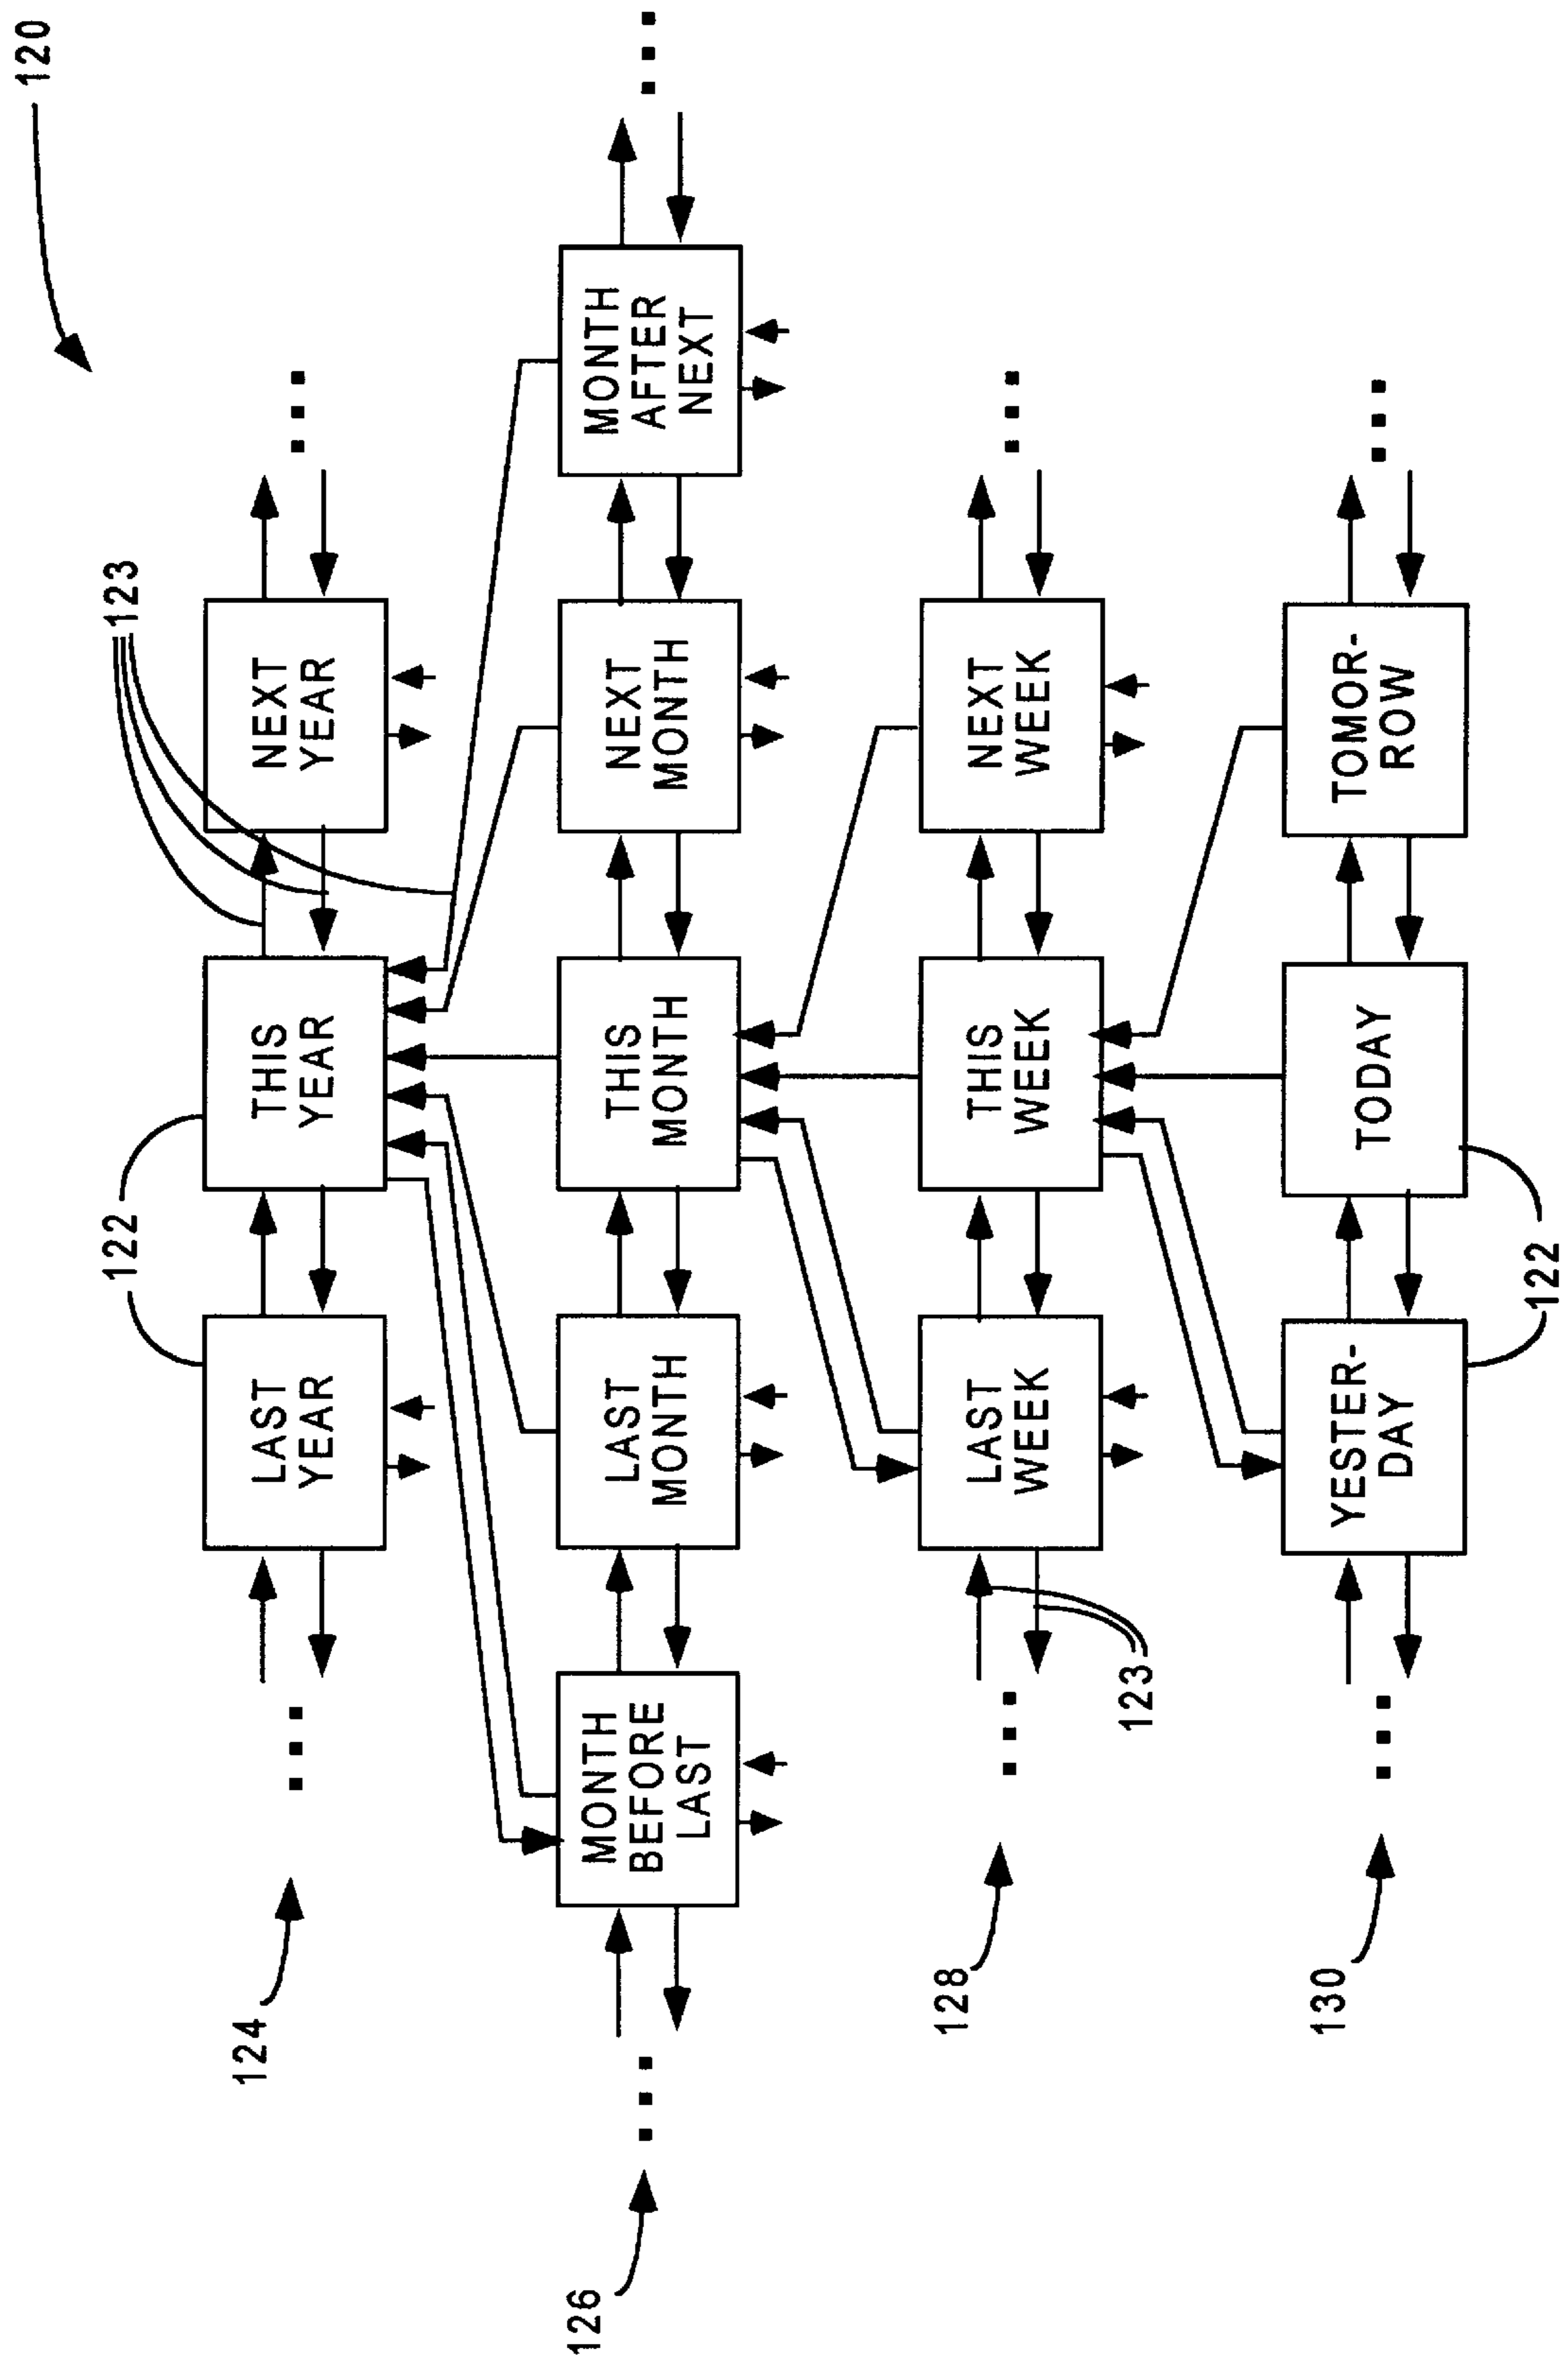 120
123
122
LAST
YEAR
THIS
YEAR
NEXT
YEAR
124
MONTH
BEFORE
LAST
LAST
MONTH
THIS
MONTH
NEXT
MONTH
MONTH
AFTER
NEXT
126
LAST
WEEK
THIS
WEEK
NEXT
WEEK
123
128
YESTER-
DAY
TODAY
TOMOR-
ROW
130
122